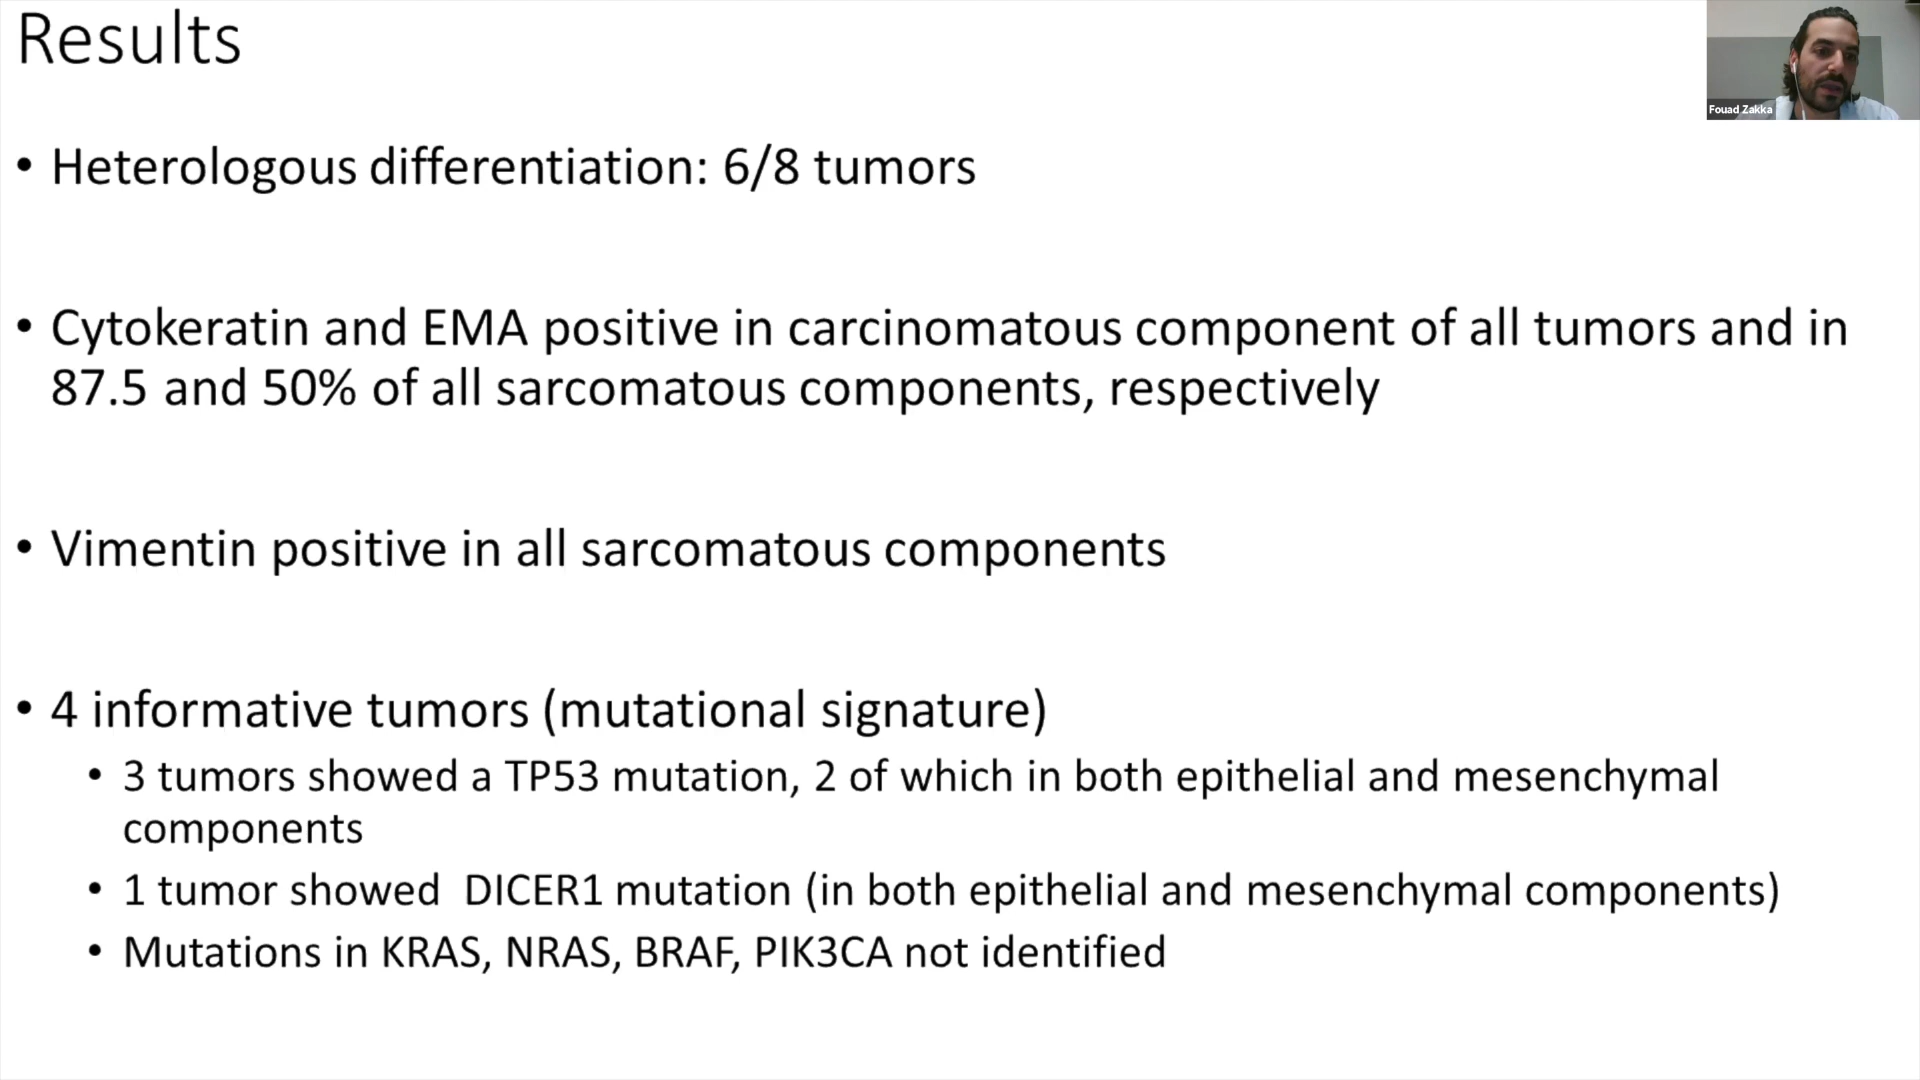 Results
Fouad Zakka
• Heterologous differentiation: 6/8 tumors
• Cytokeratin and EMA positive in carcinomatous component of all tumors and in
87.5 and 50% of all sarcomatous components, respectively
• Vimentin positive in all sarcomatous components
• 4 informative tumors (mutational signature)
• 3 tumors showed a TP53 mutation, 2 of which in both epithelial and mesenchymal
components
• 1 tumor showed  DICER1 mutation (in both epithelial and mesenchymal components)
• Mutations in KRAS, NRAS, BRAF, PIK3CA not identified